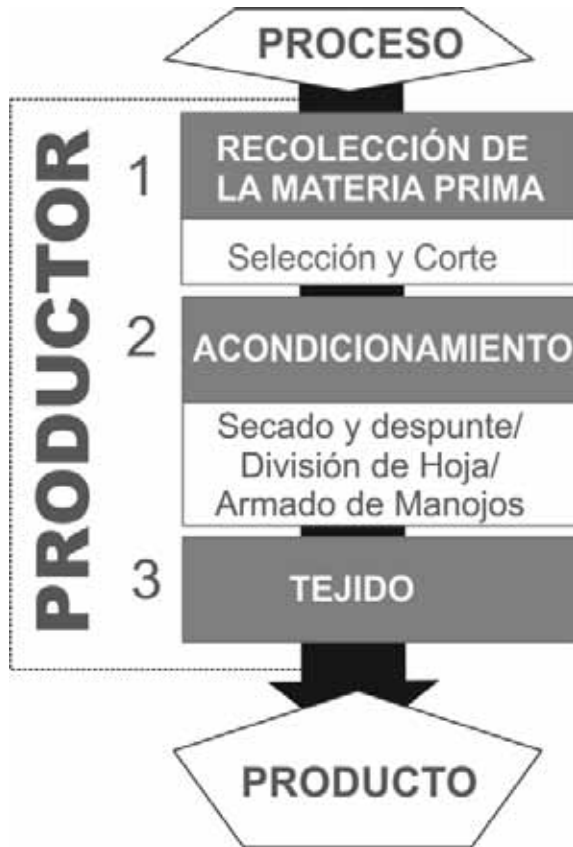 PROCESO
PRODUCTOR
1
RECOLECCIÓN DE
LA MATERIA PRIMA
Selección y Corte
2
ACONDICIONAMIENTO
Secado y despunte/
División de Hoja/
Armado de Manojos
3
TEJIDO
PRODUCTO